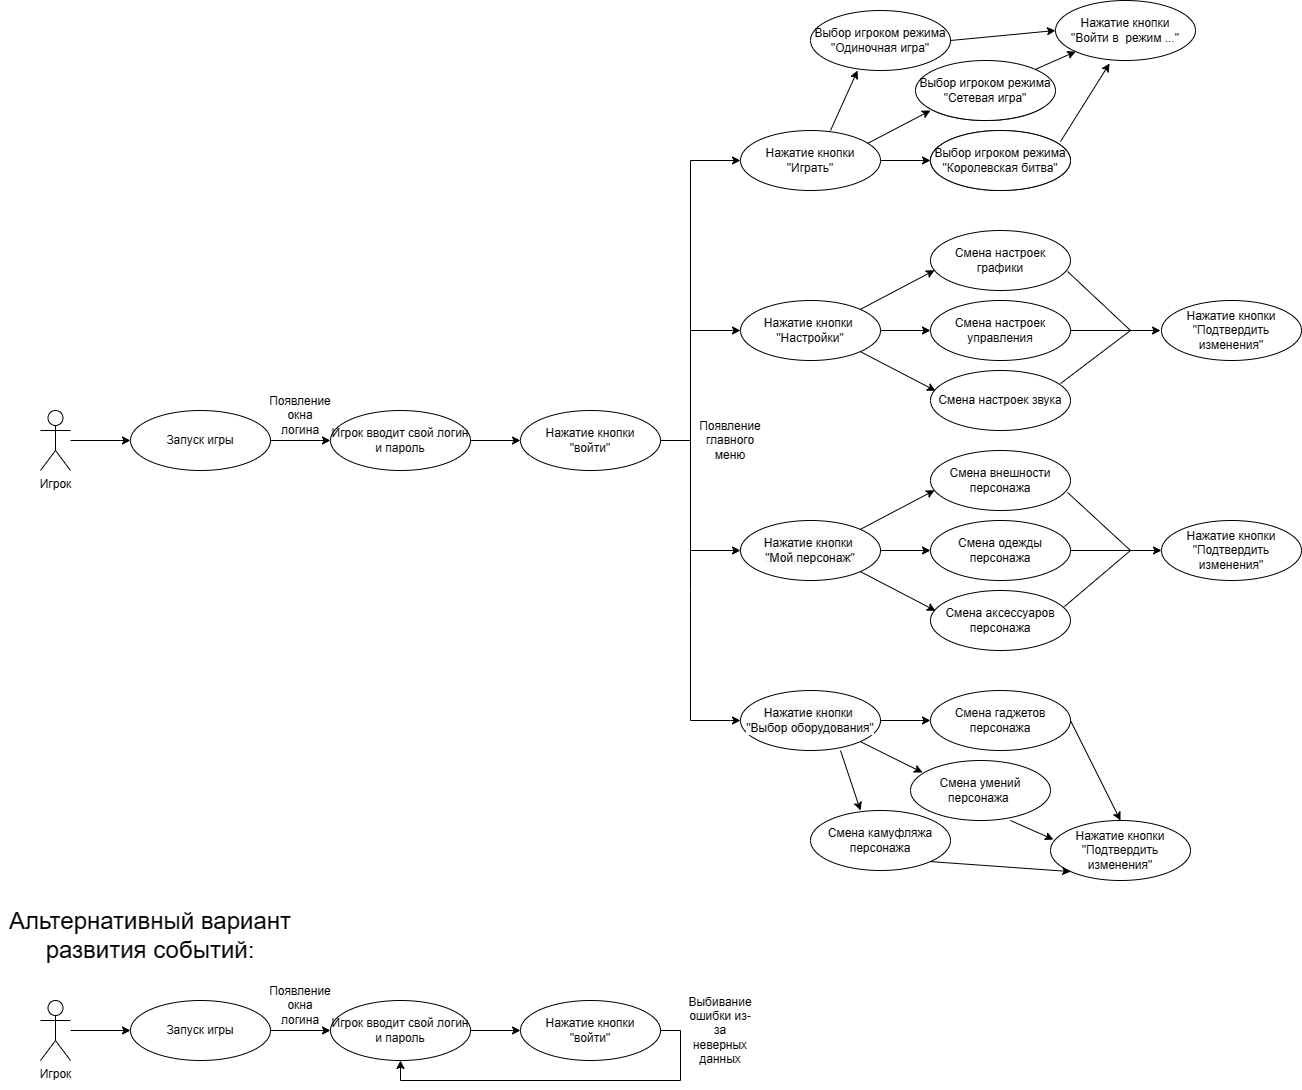 Выбор игроком режима
"Одиночная игра"
Нажатие кнопки
"Войти в режим ..."
Выбор игроком режима
"Сетевая игра"
Нажатие кнопки
"Играть"
Выбор игроком режима
"Королевская битва"
Смена настроек
графики
Нажатие кнопки
"Настройки"
Смена настроек
управления
Нажатие кнопки
"Подтвердить
изменения"
Смена настроек звука
Игрок
Запуск игры
Появление
окна
логина
Игрок вводит свой логин
и пароль
Нажатие кнопки
"войти"
Появление
главного
меню
Смена внешности
персонажа
Нажатие кнопки
"Мой персонаж"
Смена одежды
персонажа
Нажатие кнопки
"Подтвердить
изменения"
Смена аксессуаров
персонажа
Нажатие кнопки
"Выбор оборудования"
Смена гаджетов
персонажа
Смена умений
персонажа
Смена камуфляжа
персонажа
Нажатие кнопки
"Подтвердить
изменения"
Альтернативный вариант
развития событий:
Игрок
Запуск игры
Появление
окна
логина
Игрок вводит свой логин
и пароль
Нажатие кнопки
"войти"
Выбивание
ошибки из-
за
неверных
данных